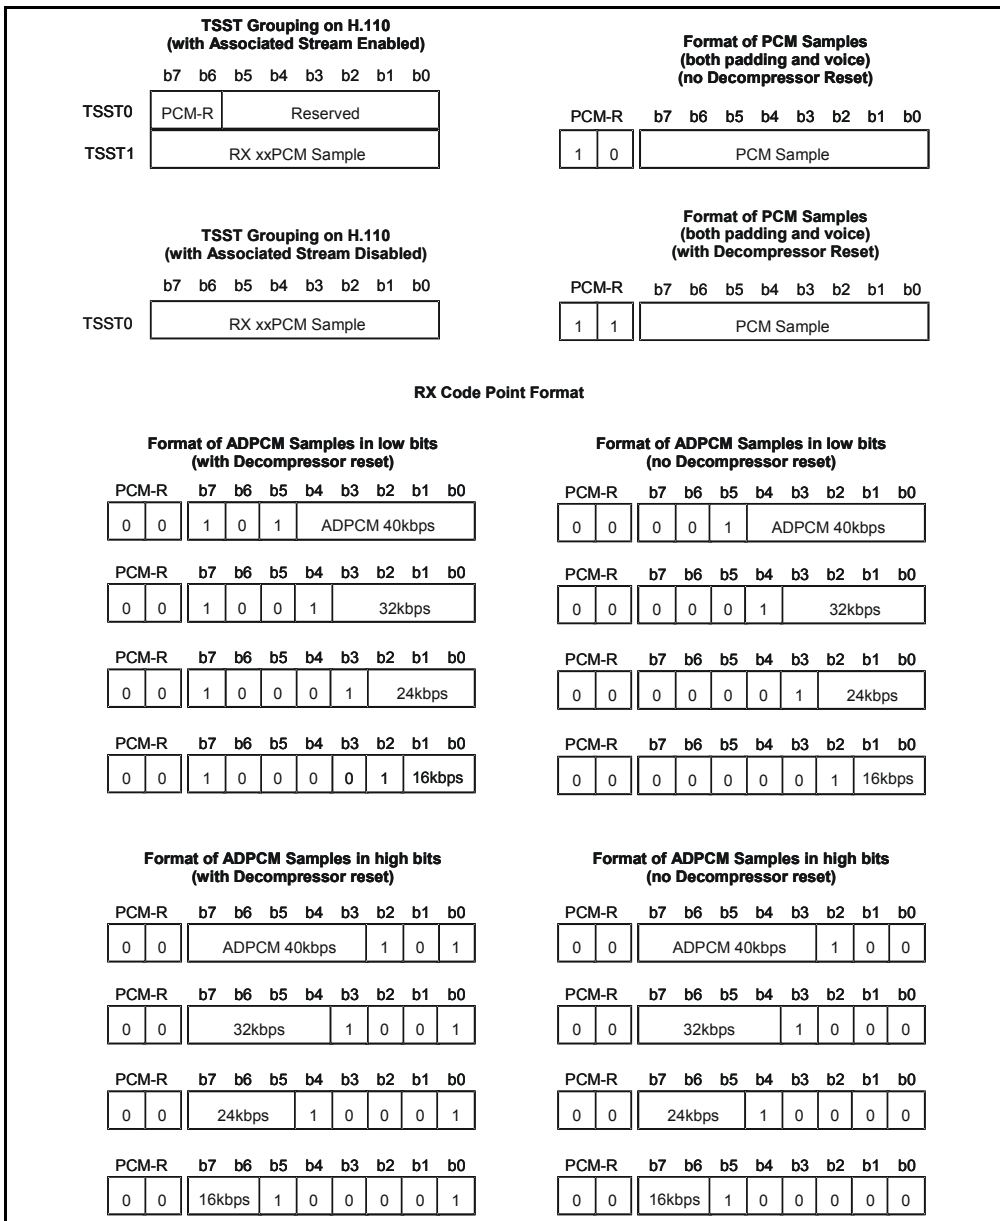 TSST Grouping on H.110
(with Associated Stream Enabled)
b7 b6 b5 b4 b3 b2 b1 b0
TSST0 PCM-R Reserved
TSST1 RX xxPCM Sample
Format of PCM Samples
(both padding and voice)
(no Decompressor Reset)
PCM-R b7 b6 b5 b4 b3 b2 b1 b0
1 0 PCM Sample
TSST Grouping on H.110
(with Associated Stream Disabled)
b7 b6 b5 b4 b3 b2 b1 b0
TSST0 RX xxPCM Sample
Format of PCM Samples
(both padding and voice)
(with Decompressor Reset)
PCM-R b7 b6 b5 b4 b3 b2 b1 b0
1 1 PCM Sample
RX Code Point Format
Format of ADPCM Samples in low bits
(with Decompressor reset)
PCM-R b7 b6 b5 b4 b3 b2 b1 b0
0 0 1 0 1 ADPCM 40kbps
PCM-R b7 b6 b5 b4 b3 b2 b1 b0
0 0 1 0 0 1 32kbps
PCM-R b7 b6 b5 b4 b3 b2 b1 b0
0 0 1 0 0 0 1 24kbps
PCM-R b7 b6 b5 b4 b3 b2 b1 b0
0 0 1 0 0 0 0 1 16kbps
Format of ADPCM Samples in low bits
(no Decompressor reset)
PCM-R b7 b6 b5 b4 b3 b2 b1 b0
0 0 0 0 1 ADPCM 40kbps
PCM-R b7 b6 b5 b4 b3 b2 b1 b0
0 0 0 0 0 1 32kbps
PCM-R b7 b6 b5 b4 b3 b2 b1 b0
0 0 0 0 0 0 1 24kbps
PCM-R b7 b6 b5 b4 b3 b2 b1 b0
0 0 0 0 0 0 0 1 16kbps
Format of ADPCM Samples in high bits
(with Decompressor reset)
PCM-R b7 b6 b5 b4 b3 b2 b1 b0
0 0 ADPCM 40kbps 1 0 1
PCM-R b7 b6 b5 b4 b3 b2 b1 b0
0 0 32kbps 1 0 0 1
PCM-R b7 b6 b5 b4 b3 b2 b1 b0
0 0 24kbps 1 0 0 0 1
PCM-R b7 b6 b5 b4 b3 b2 b1 b0
0 0 16kbps 1 0 0 0 0 1
Format of ADPCM Samples in high bits
(no Decompressor reset)
PCM-R b7 b6 b5 b4 b3 b2 b1 b0
0 0 ADPCM 40kbps 1 0 0
PCM-R b7 b6 b5 b4 b3 b2 b1 b0
0 0 32kbps 1 0 0 0
PCM-R b7 b6 b5 b4 b3 b2 b1 b0
0 0 24kbps 1 0 0 0 0
PCM-R b7 b6 b5 b4 b3 b2 b1 b0
0 0 16kbps 1 0 0 0 0 0